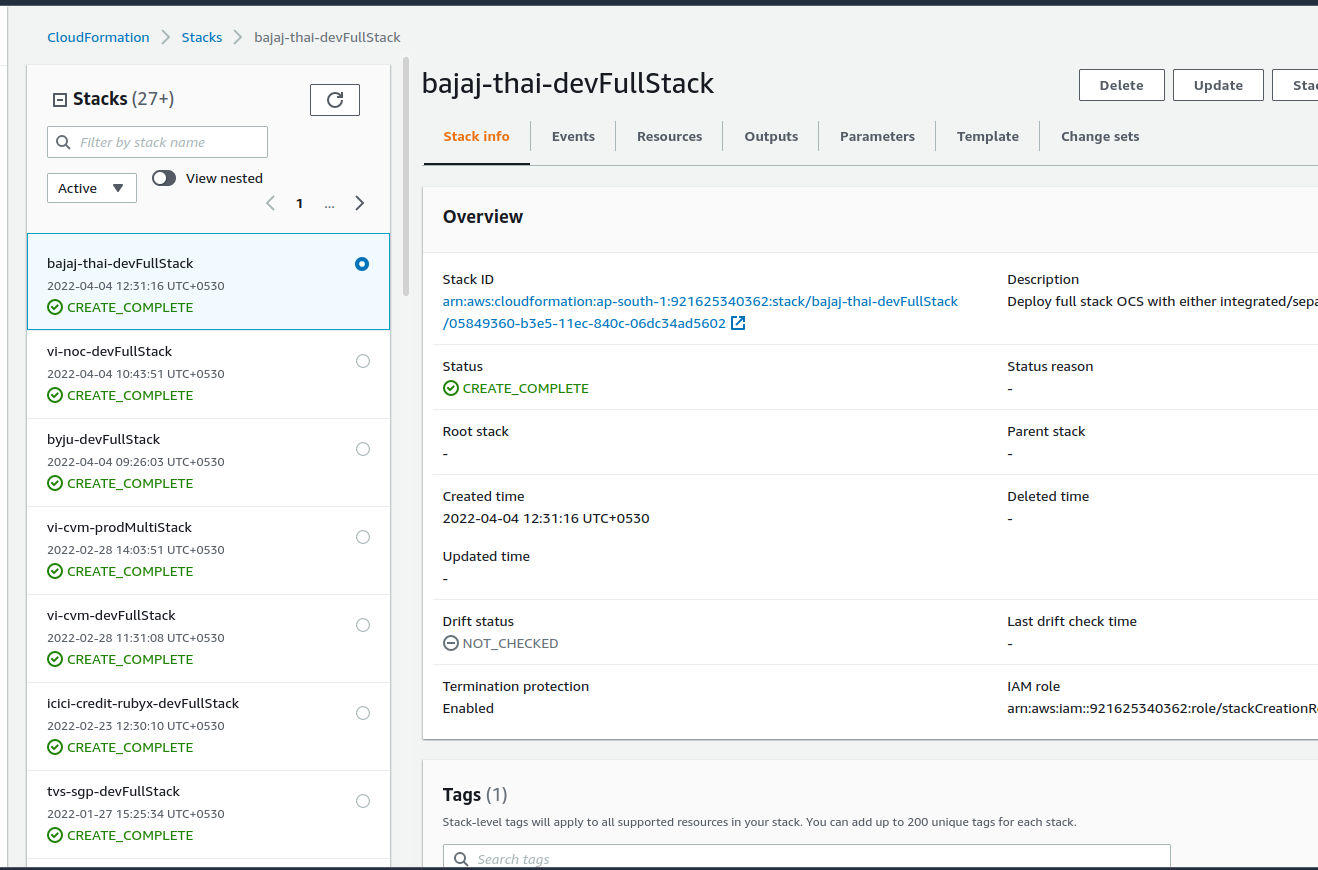 CloudFormation > Stacks > bajaj-thai-devFullStack
Stacks (27+)
Filter by stack name
Active
View nested
1 ...
bajaj-thai-devFullStack
2022-04-04 12:31:16 UTC+0530
CREATE_COMPLETE
vi-noc-devFullStack
2022-04-04 10:43:51 UTC+0530
CREATE_COMPLETE
byju-devFullStack
2022-04-04 09:26:03 UTC+0530
CREATE_COMPLETE
vi-cvm-prodMultiStack
2022-02-28 14:03:51 UTC+0530
CREATE_COMPLETE
vi-cvm-devFullStack
2022-02-28 11:31:08 UTC+0530
CREATE_COMPLETE
icici-credit-rubyx-devFullStack
2022-02-23 12:30:10 UTC+0530
CREATE_COMPLETE
tvs-sgp-devFullStack
2022-01-27 15:25:34 UTC+0530
CREATE_COMPLETE
bajaj-thai-devFullStack
Delete
Update
Stac
Stack info
Events
Resources
Outputs
Parameters
Template
Change sets
Overview
Stack ID
arn:aws:cloudformation:ap-south-1:921625340362:stack/bajaj-thai-devFullStack
/05849360-b3e5-11ec-840c-06dc34ad5602
Description
Deploy full stack OCS with either integrated/sepa
Status
CREATE_COMPLETE
Status reason
-
Root stack
-
Parent stack
-
Created time
2022-04-04 12:31:16 UTC+0530
Deleted time
-
Updated time
-
Drift status
NOT_CHECKED
Last drift check time
-
Termination protection
Enabled
IAM role
arn:aws:iam::921625340362:role/stackCreationR
Tags (1)
Stack-level tags will apply to all supported resources in your stack. You can add up to 200 unique tags for each stack.
Search tags